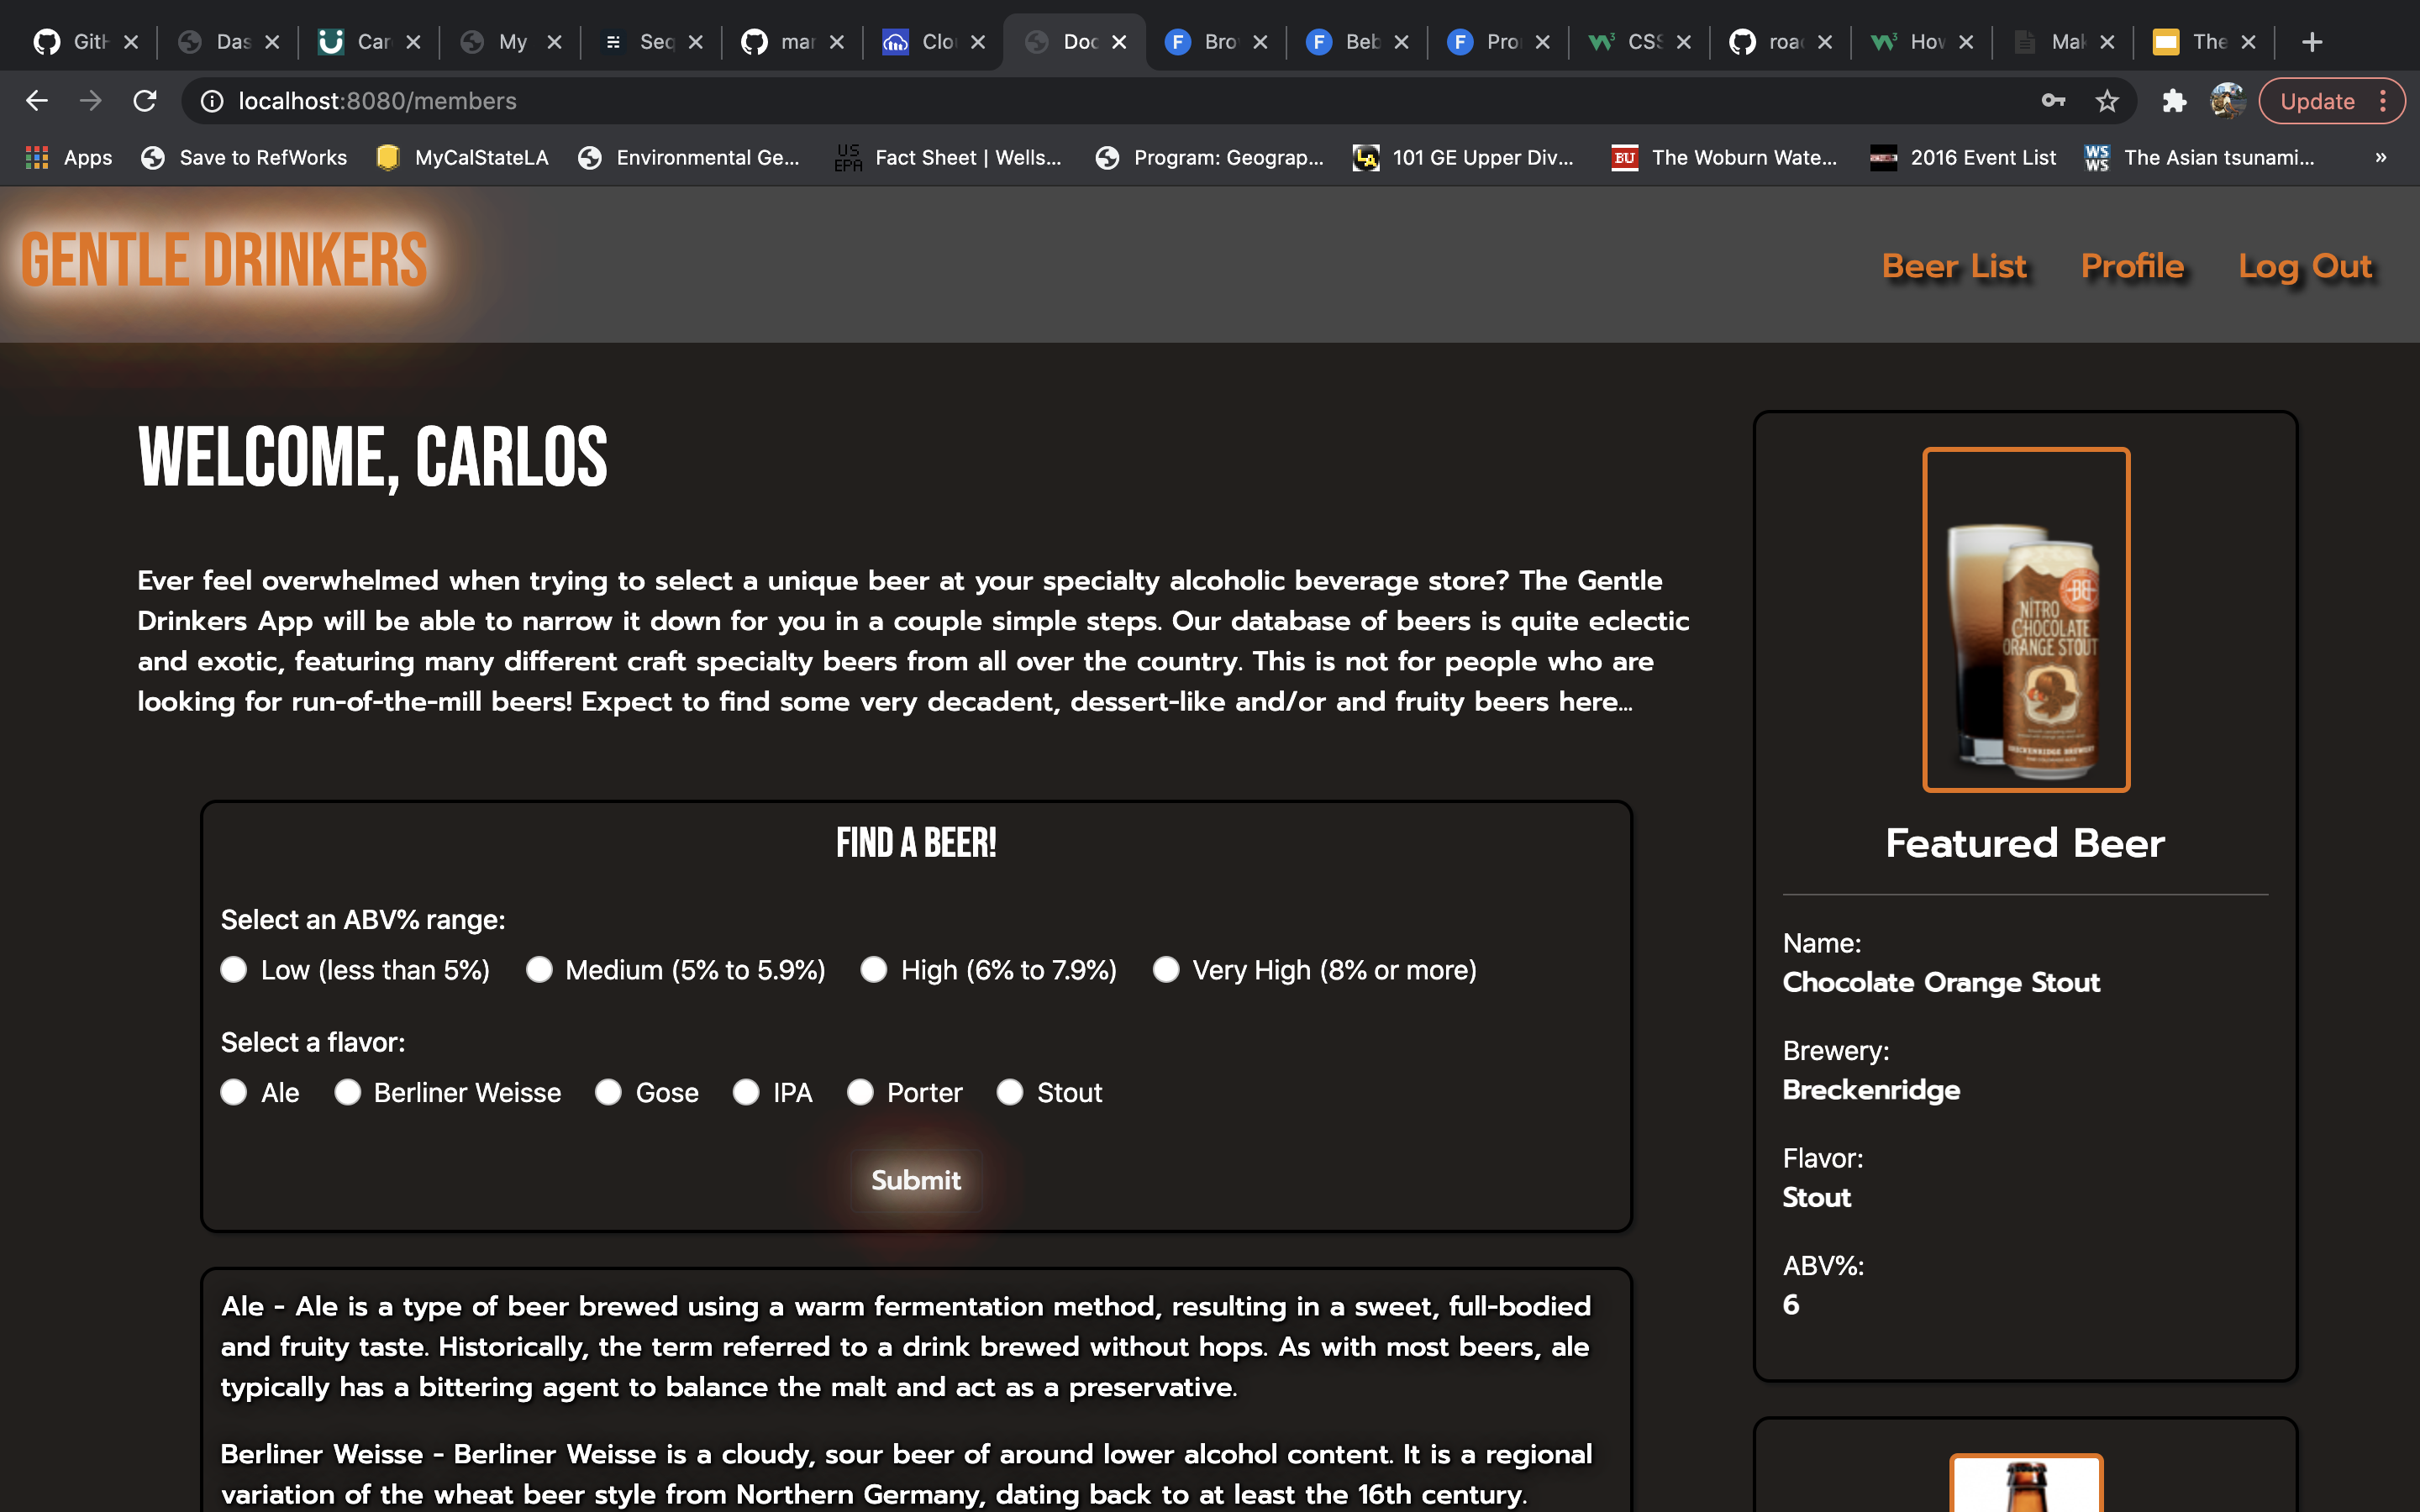 GitH
Das
Car
My
Seq
mar
Clo
Doc
Bro
Beb
Pro
CSS
roa
How
Mak
The
localhost:8080/members
Update
Apps
Save to RefWorks
MyCalStateLA
Environmental Ge...
US EPA
Fact Sheet | Wells...
Program: Geograp...
LA
101 GE Upper Div...
BU
The Woburn Wate...
2016 Event List
WS WS
The Asian tsunami...
»
GENTLE DRINKERS
Beer List
Profile
Log Out
WELCOME, CARLOS
Ever feel overwhelmed when trying to select a unique beer at your specialty alcoholic beverage store? The Gentle
Drinkers App will be able to narrow it down for you in a couple simple steps. Our database of beers is quite eclectic
and exotic, featuring many different craft specialty beers from all over the country. This is not for people who are
looking for run-of-the-mill beers! Expect to find some very decadent, dessert-like and/or and fruity beers here...
FIND A BEER!
Select an ABV% range:
Low (less than 5%)
Medium (5% to 5.9%)
High (6% to 7.9%)
Very High (8% or more)
Select a flavor:
Ale
Berliner Weisse
Gose
IPA
Porter
Stout
Submit
Ale - Ale is a type of beer brewed using a warm fermentation method, resulting in a sweet, full-bodied
and fruity taste. Historically, the term referred to a drink brewed without hops. As with most beers, ale
typically has a bittering agent to balance the malt and act as a preservative.
Berliner Weisse - Berliner Weisse is a cloudy, sour beer of around lower alcohol content. It is a regional
variation of the wheat beer style from Northern Germany, dating back to at least the 16th century.
NITRO
CHOCOLATE
ORANGE STOUT
BRECKENRIDGE BREWERY
Featured Beer
Name:
Chocolate Orange Stout
Brewery:
Breckenridge
Flavor:
Stout
ABV%:
6